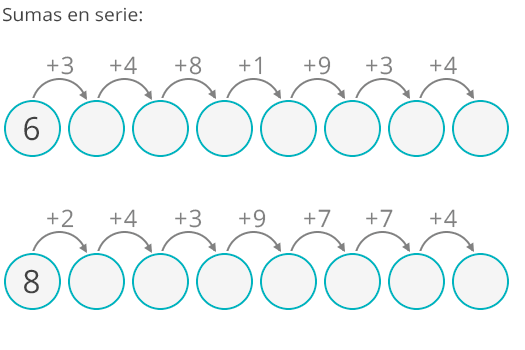 Sumas en serie:
+3 +4 +8 +1 +9 +3 +4
6
+2 +4 +3 +9 +7 +7 +4
8